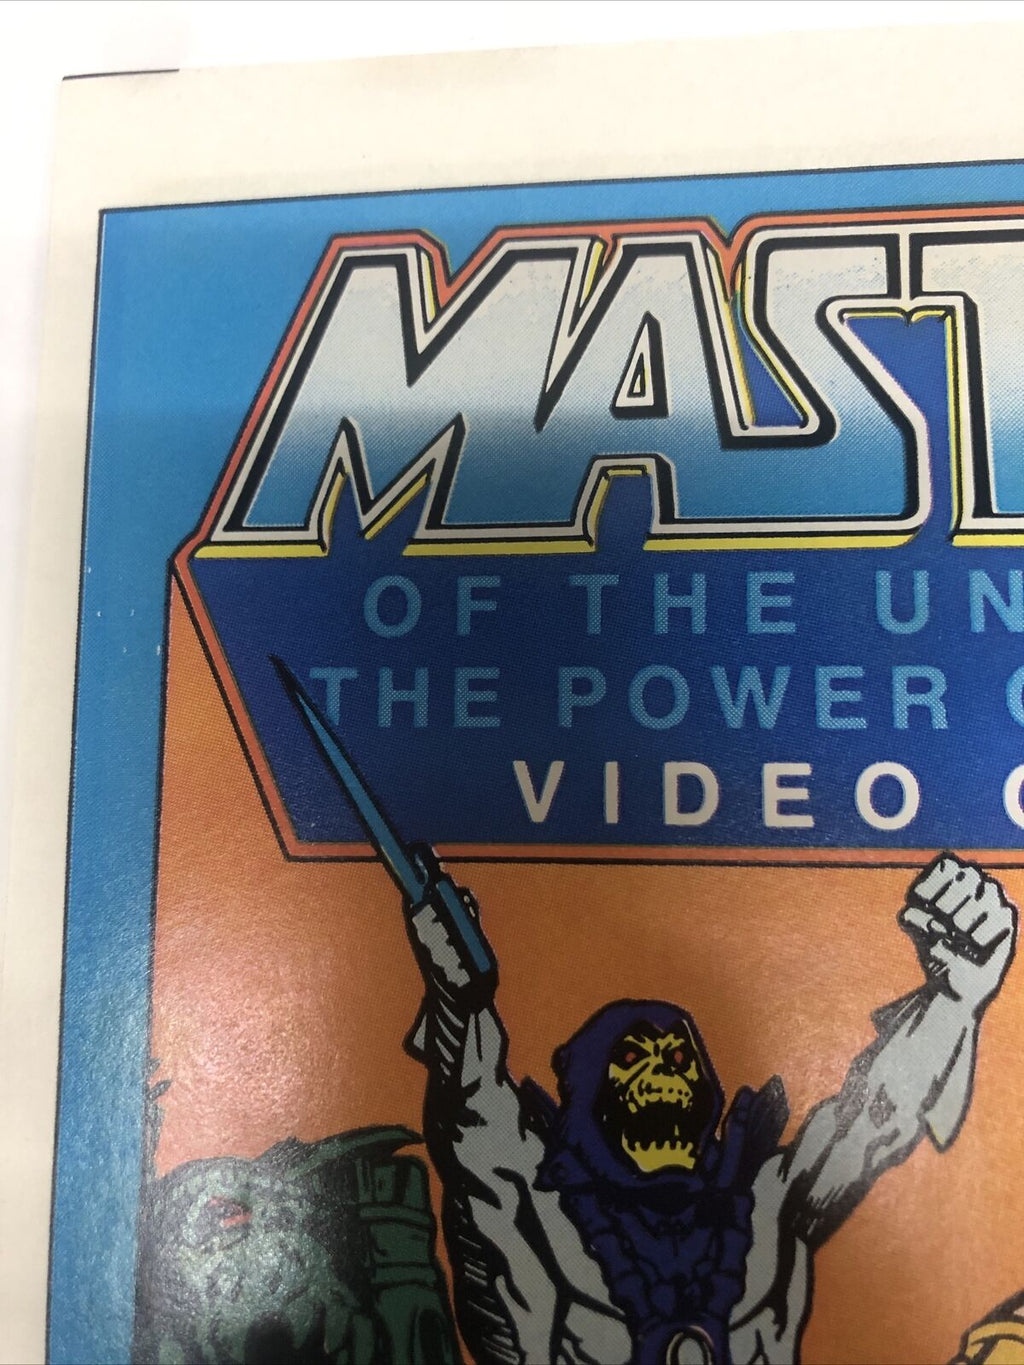 MAST
OF THE UN
THE POWER
VIDEO